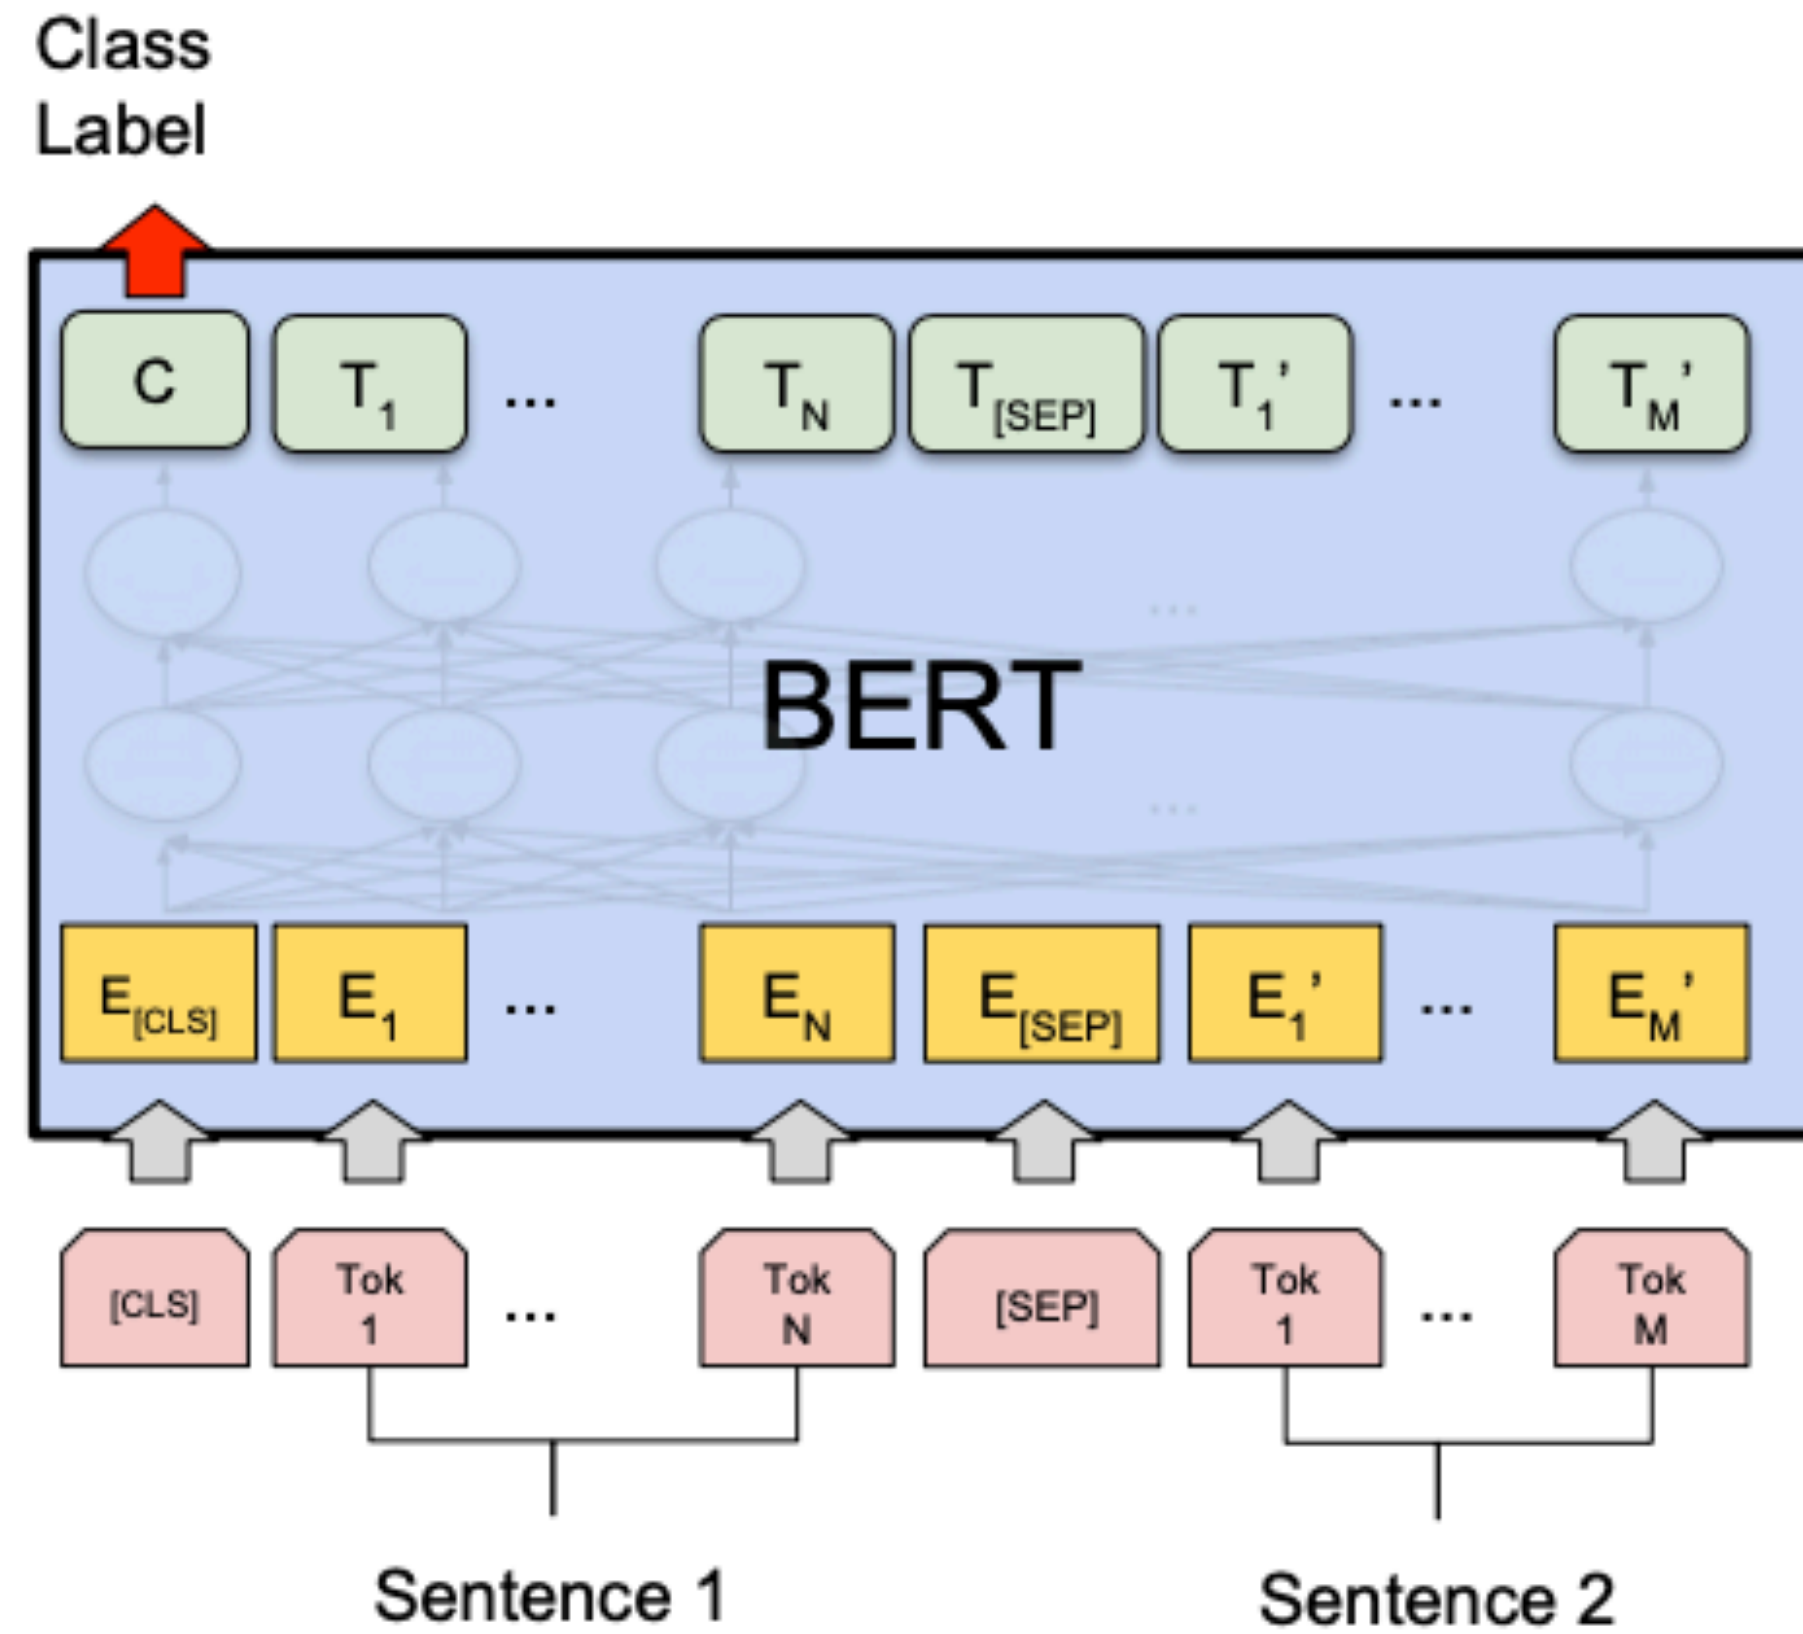 Class
Label
C T1 ... TN T[SEP] T1’ ... TM’
...
BERT
...
E[CLS] E1 ... EN E[SEP] E1’ ... EM’
[CLS] Tok 1 ... Tok N [SEP] Tok 1 ... Tok M
Sentence 1 Sentence 2